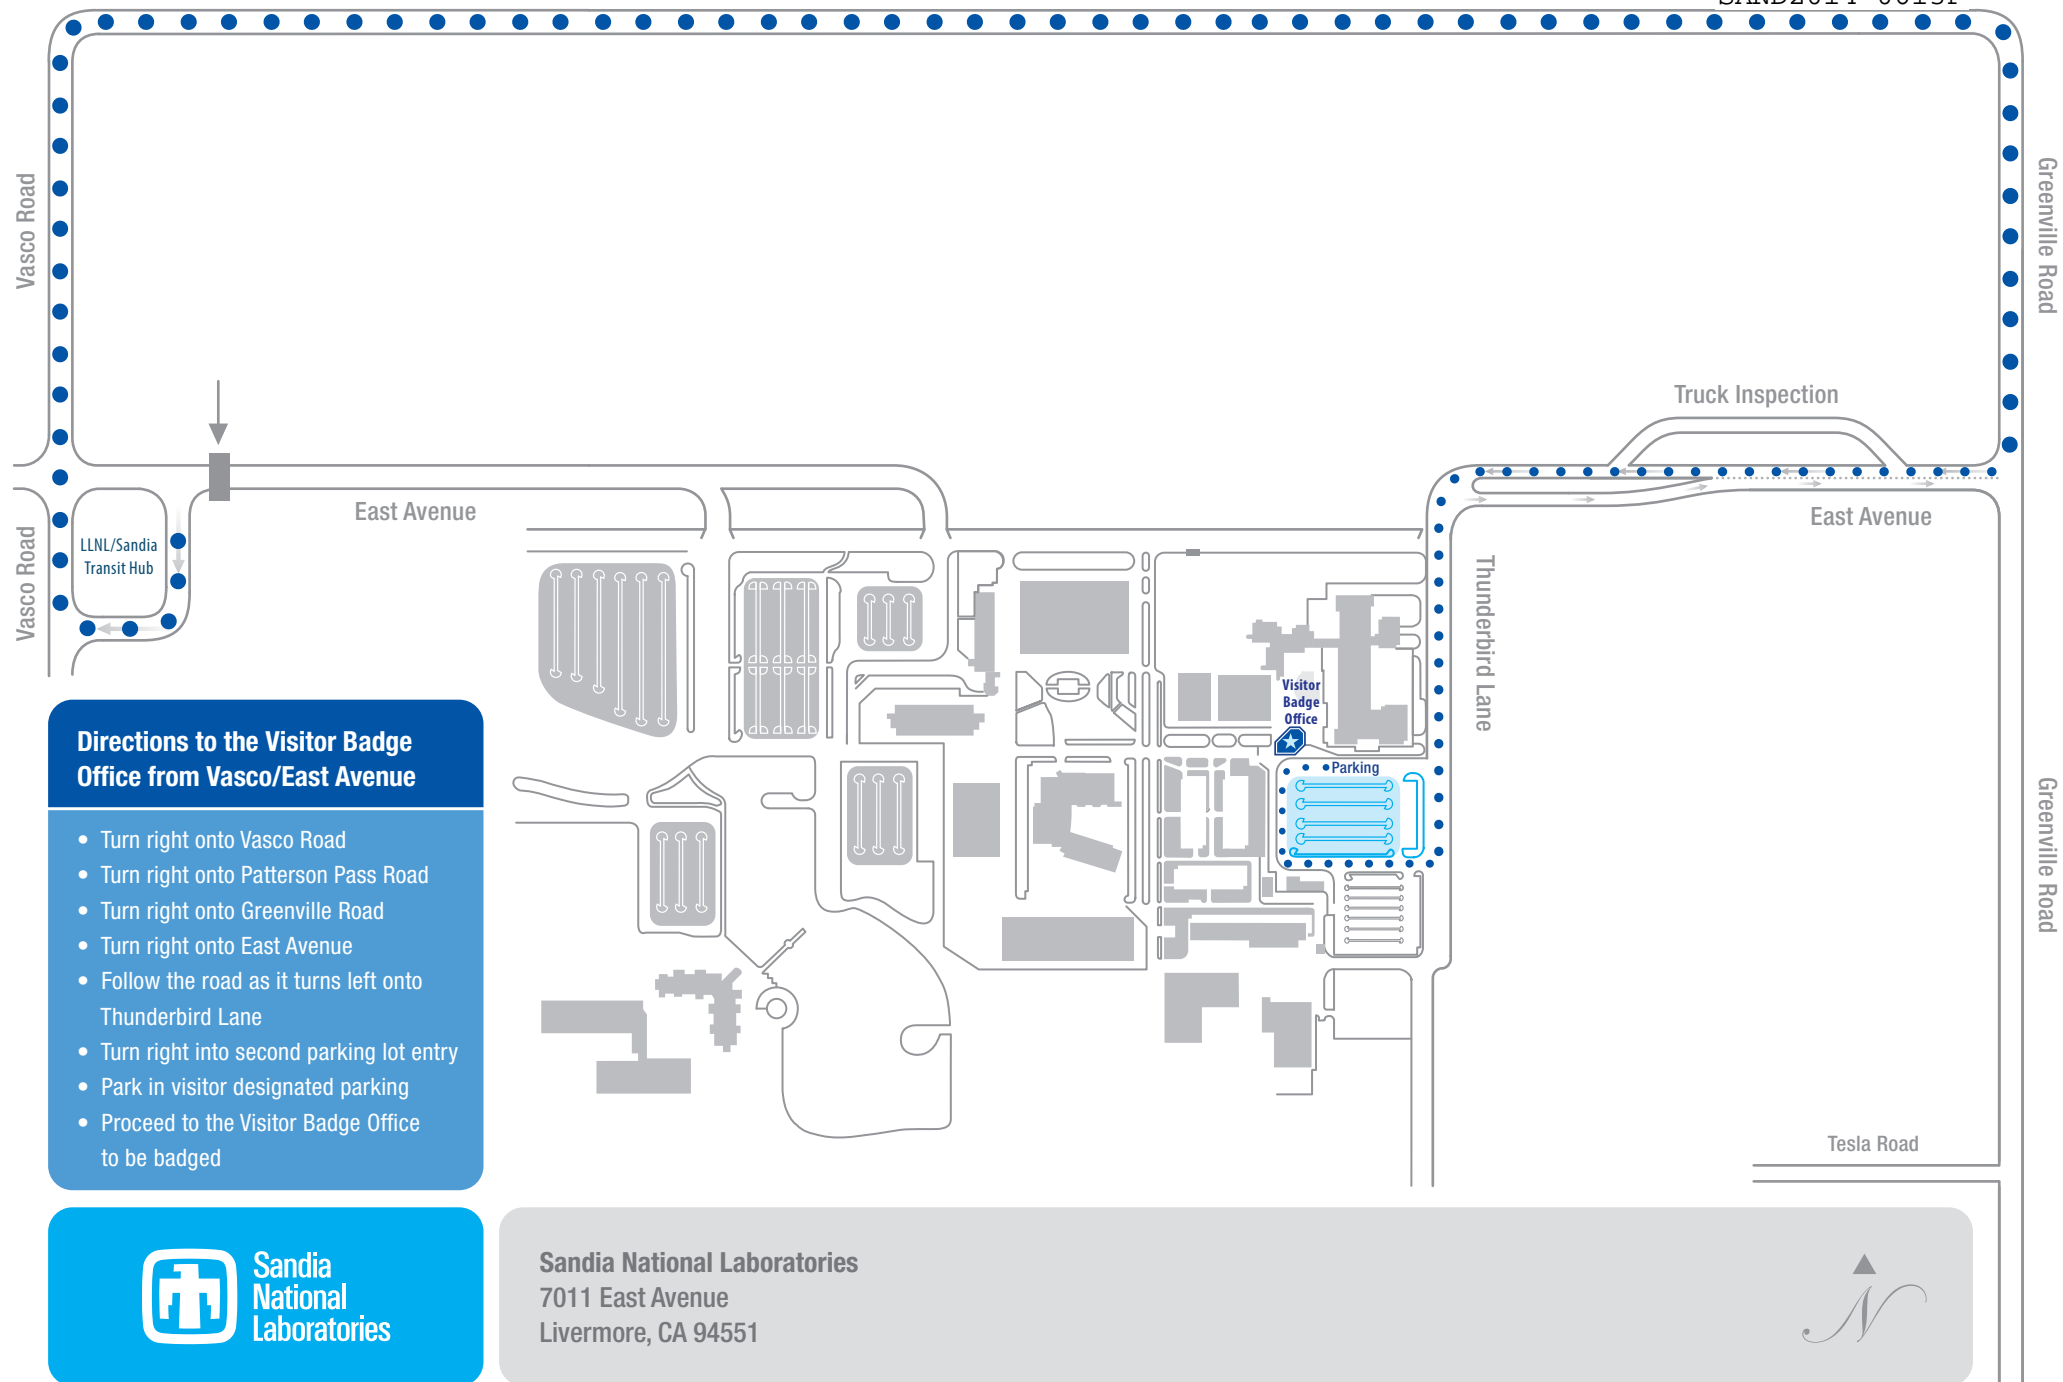 Vasco Road
Greenville Road
Truck Inspection
East Avenue
East Avenue
LLNL/Sandia
Transit Hub
Vasco Road
Thunderbird Lane
Visitor
Badge
Office
Parking
Greenville Road
Directions to the Visitor Badge
Office from Vasco/East Avenue
• Turn right onto Vasco Road
• Turn right onto Patterson Pass Road
• Turn right onto Greenville Road
• Turn right onto East Avenue
• Follow the road as it turns left onto
Thunderbird Lane
• Turn right into second parking lot entry
• Park in visitor designated parking
• Proceed to the Visitor Badge Office
to be badged
Tesla Road
Sandia
National
Laboratories
Sandia National Laboratories
7011 East Avenue
Livermore, CA 94551
N